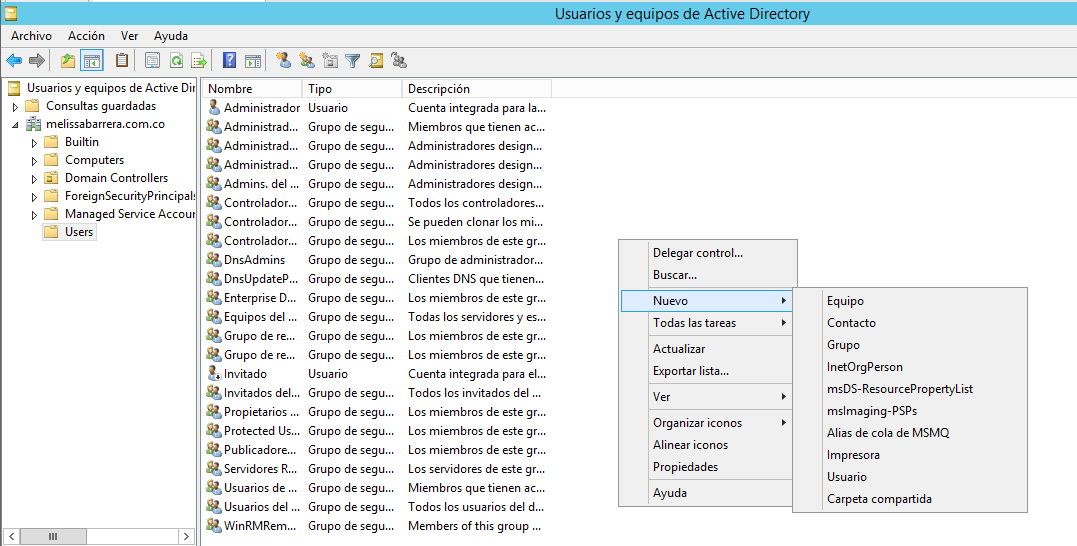 Usuarios y equipos de Active Directory
Archivo Acción Ver Ayuda
Usuarios y equipos de Active Dir
Consultas guardadas
melissabarrera.com.co
Builtin
Computers
Domain Controllers
ForeignSecurityPrincipals
Managed Service Accour
Users
Nombre Tipo Descripción
Administrador Usuario Cuenta integrada para la...
Administrad... Grupo de segu... Miembros que tienen ac...
Administrad... Grupo de segu... Administradores design...
Administrad... Grupo de segu... Administradores design...
Admins. del ... Grupo de segu... Administradores design...
Controlador... Grupo de segu... Todos los controladores...
Controlador... Grupo de segu... Se pueden clonar los mi...
Controlador... Grupo de segu... Los miembros de este gr...
DnsAdmins Grupo de segu... Grupo de administrador...
DnsUpdateP... Grupo de segu... Clientes DNS que tienen...
Enterprise D... Grupo de segu... Los miembros de este gr...
Equipos del ... Grupo de segu... Todas los servidores y es...
Grupo de re... Grupo de segu... Los miembros de este gr...
Grupo de re... Grupo de segu... Los miembros de este gr...
Invitado Usuario Cuenta integrada para el...
Invitados del... Grupo de segu... Todos los invitados del ...
Propietarios ... Grupo de segu... Los miembros de este gr...
Protected Us... Grupo de segu... Los miembros de este gr...
Publicadore... Grupo de segu... Los miembros de este gr...
Servidores R... Grupo de segu... Los servidores de este gr...
Usuarios de ... Grupo de segu... Miembros que tienen ac...
Usuarios del ... Grupo de segu... Todos los usuarios del d...
WinRMRem... Grupo de segu... Members of this group ...
Delegar control...
Buscar...
Nuevo
Todas las tareas
Actualizar
Exportar lista...
Ver
Organizar iconos
Alinear iconos
Propiedades
Ayuda
Equipo
Contacto
Grupo
InetOrgPerson
msDS-ResourcePropertyList
msImaging-PSPs
Alias de cola de MSMQ
Impresora
Usuario
Carpeta compartida